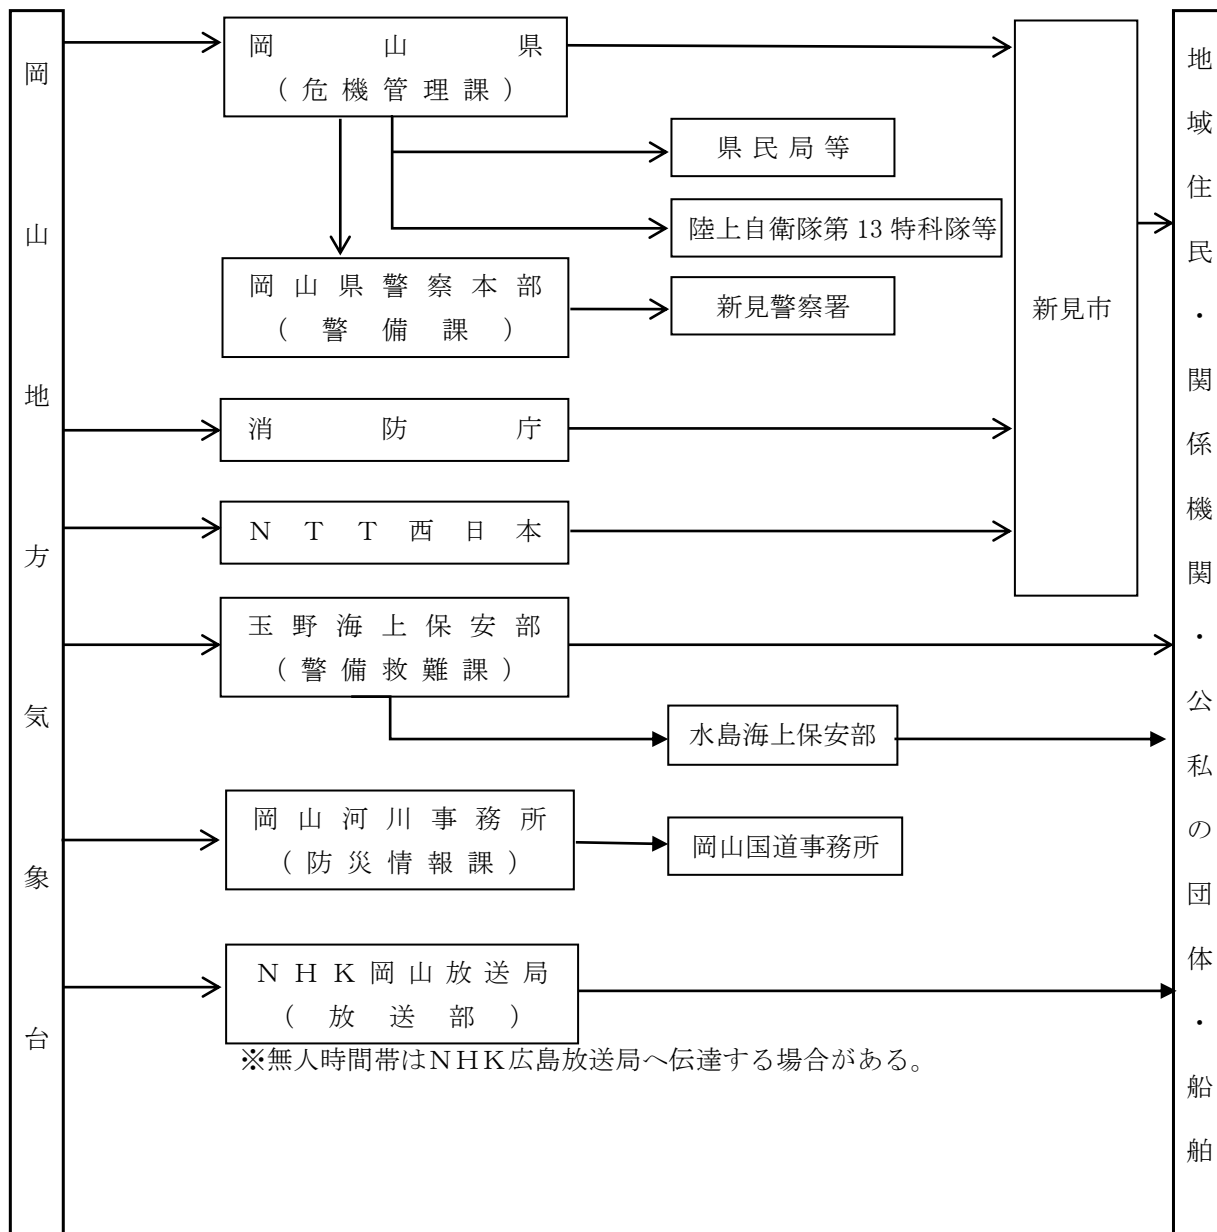 岡山地方気象台
岡山県
（危機管理課）
県民局等
陸上自衛隊第 13 特科隊等
岡山県警察本部
（警備課）
新見警察署
消防庁
ＮＴＴ西日本
新見市
玉野海上保安部
（警備救難課）
水島海上保安部
岡山河川事務所
（防災情報課）
岡山国道事務所
ＮＨＫ岡山放送局
（放送部）
※無人時間帯はＮＨＫ広島放送局へ伝達する場合がある。
地域住民・関係機関・公私の団体・船舶